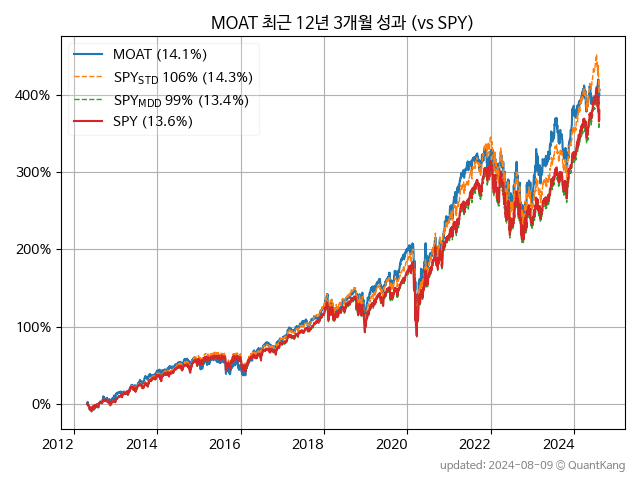 MOAT 최근 12년 3개월 성과 (vs SPY)
MOAT (14.1%)
SPY_STD 106% (14.3%)
SPY_MDD 99% (13.4%)
SPY (13.6%)
400%
300%
200%
100%
0%
2012 2014 2016 2018 2020 2022 2024
updated: 2024-08-09 © QuantKang